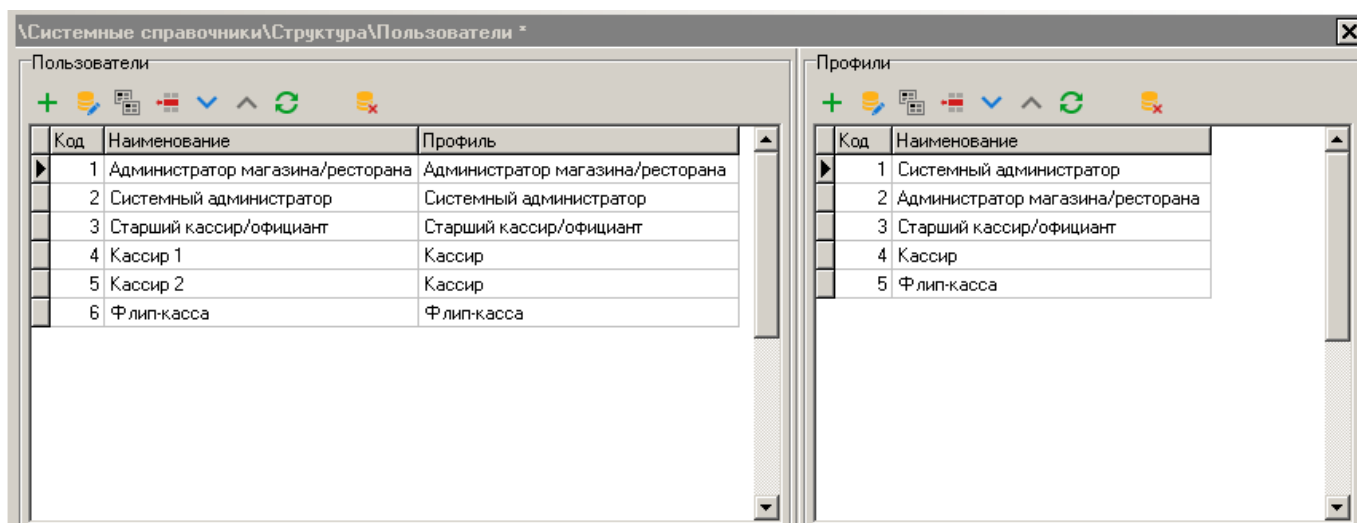 \Системные справочники\Структура\Пользователи *
Пользователи
Код Наименование Профиль
1 Администратор магазина/ресторана Администратор магазина/ресторана
2 Системный администратор Системный администратор
3 Старший кассир/официант Старший кассир/официант
4 Кассир 1 Кассир
5 Кассир 2 Кассир
6 Флип-касса Флип-касса
Профили
Код Наименование
1 Системный администратор
2 Администратор магазина/ресторана
3 Старший кассир/официант
4 Кассир
5 Флип-касса